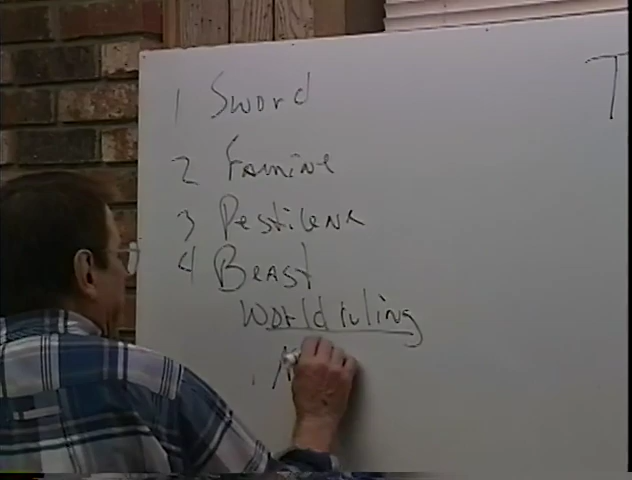 1 Sword
T
2 Famine
3 Pestilence
4 Beast
World ruling